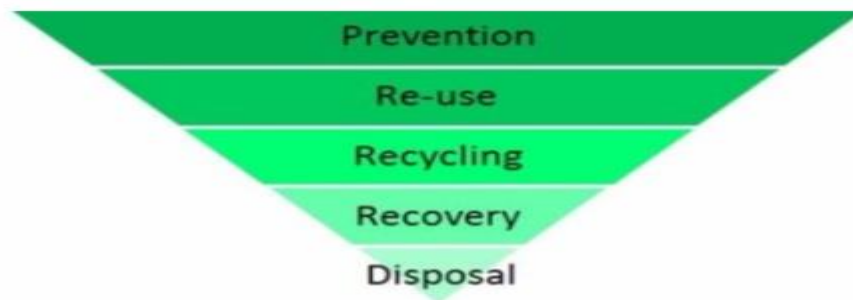 Prevention
Re-use
Recycling
Recovery
Disposal